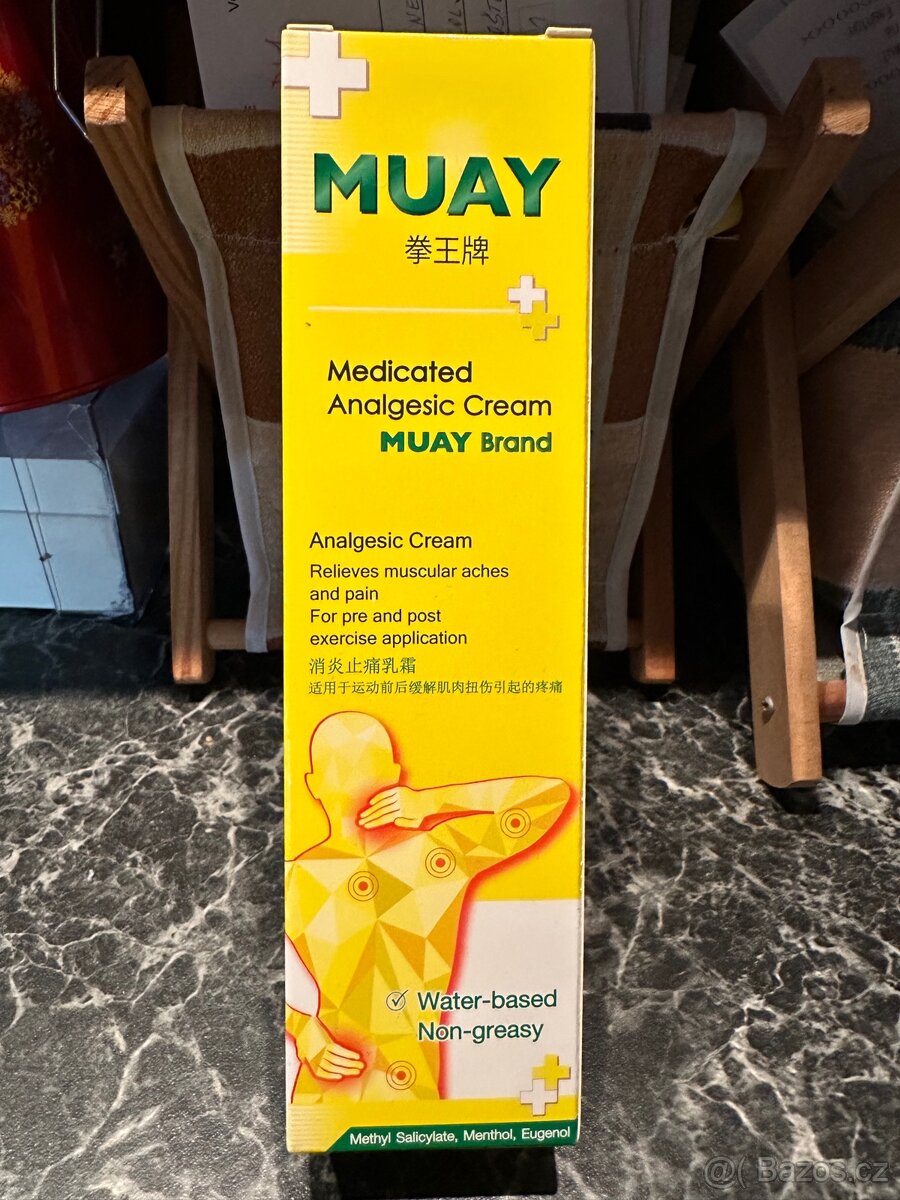 MUAY
拳王牌
Medicated
Analgesic Cream
MUAY Brand
Analgesic Cream
Relieves muscular aches
and pain
For pre and post
exercise application
消炎止痛乳霜
适用于运动前后缓解肌肉扭伤引起的疼痛
Water-based
Non-greasy
Methyl Salicylate, Menthol, Eugenol
@( Bazos.cz